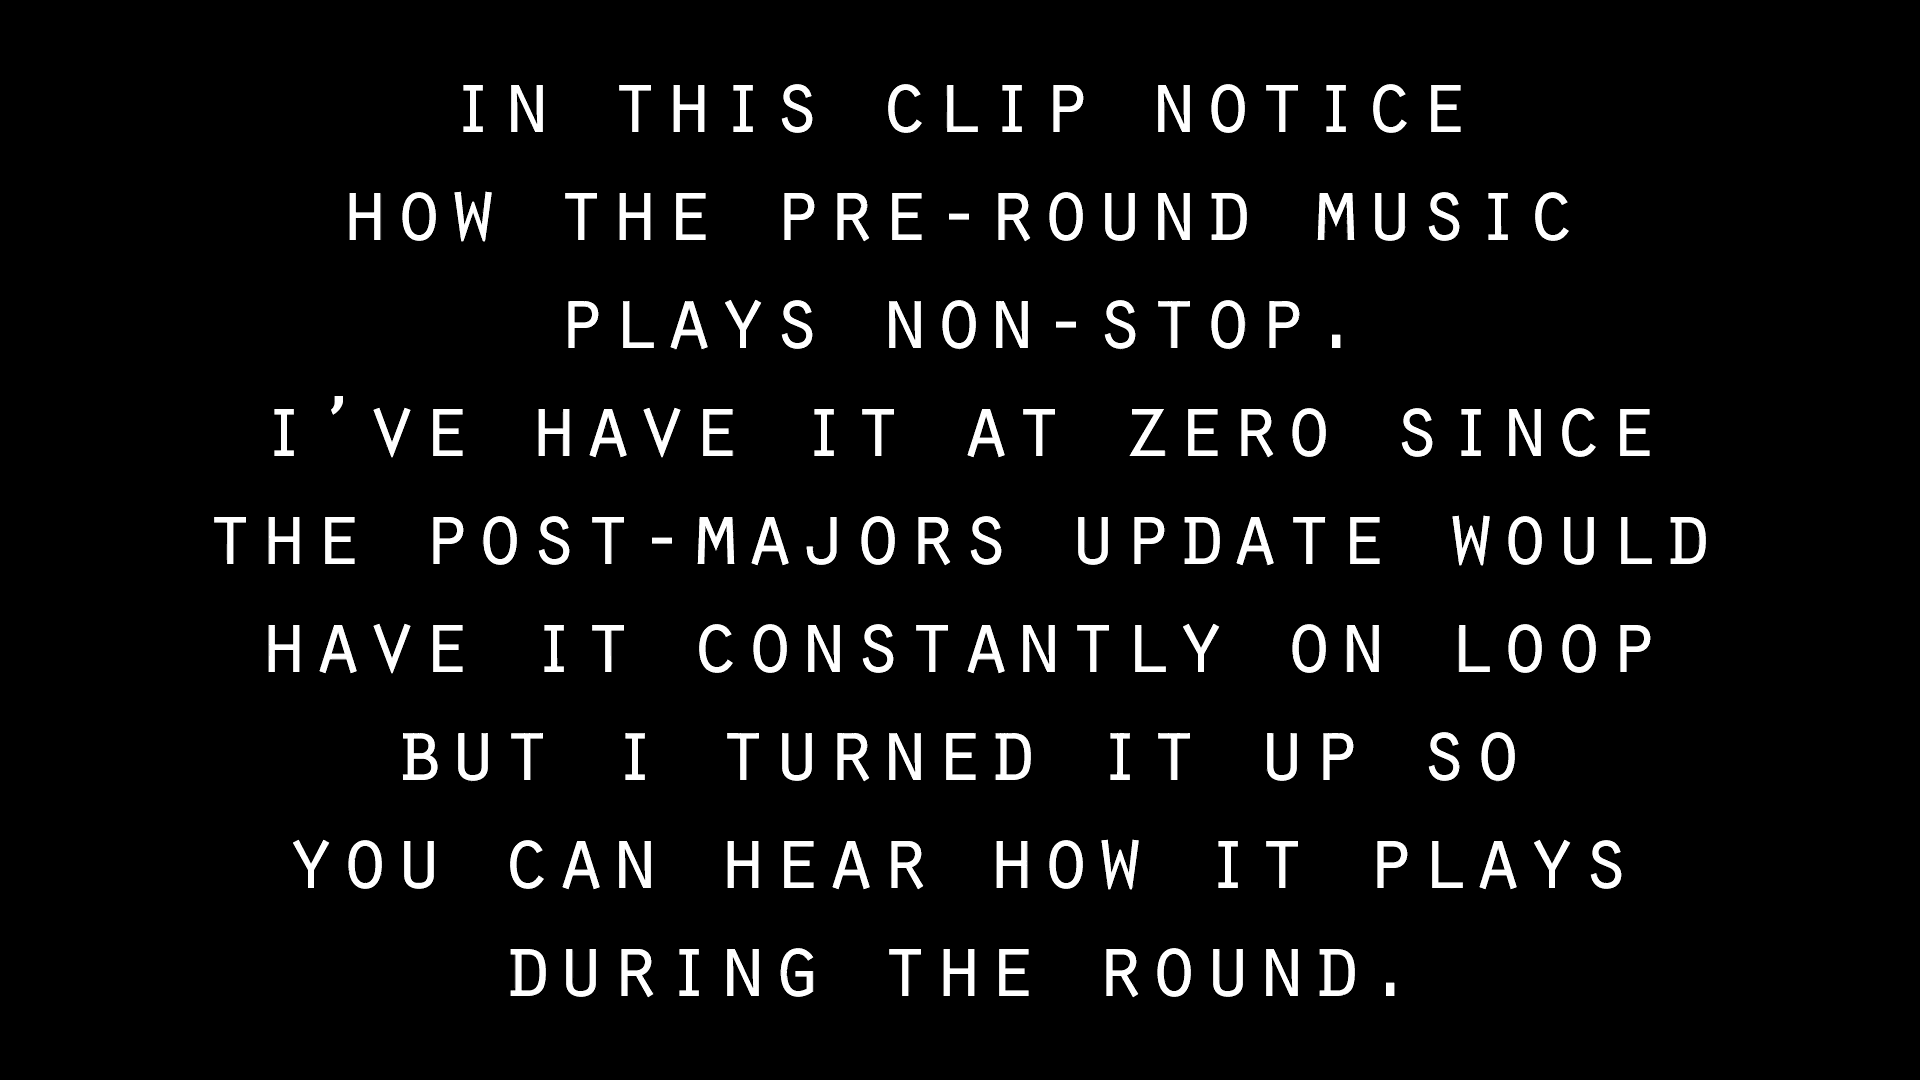 IN THIS CLIP NOTICE
HOW THE PRE-ROUND MUSIC
PLAYS NON-STOP.
I’VE HAVE IT AT ZERO SINCE
THE POST-MAJORS UPDATE WOULD
HAVE IT CONSTANTLY ON LOOP
BUT I TURNED IT UP SO
YOU CAN HEAR HOW IT PLAYS
DURING THE ROUND.